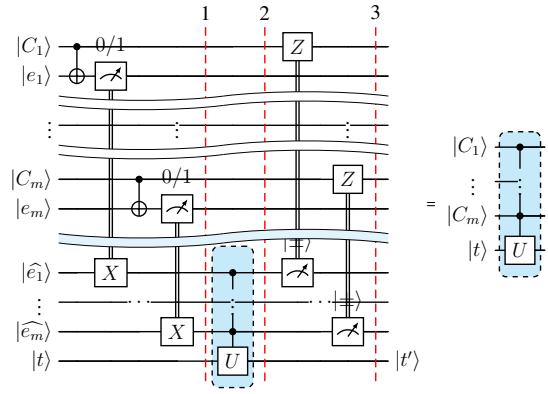 1 2 3
|C₁⟩ 0/1 Z
|e₁⟩
⋮ ⋮ ⋮
|Cₘ⟩ 0/1 Z
|eₘ⟩
|ê₁⟩ X
⋮ ⋯ ⋮ ⋯
|êₘ⟩ X
|t⟩ U |t′⟩
=
|C₁⟩
⋮ ⋯ ⋮
|Cₘ⟩
|t⟩ U